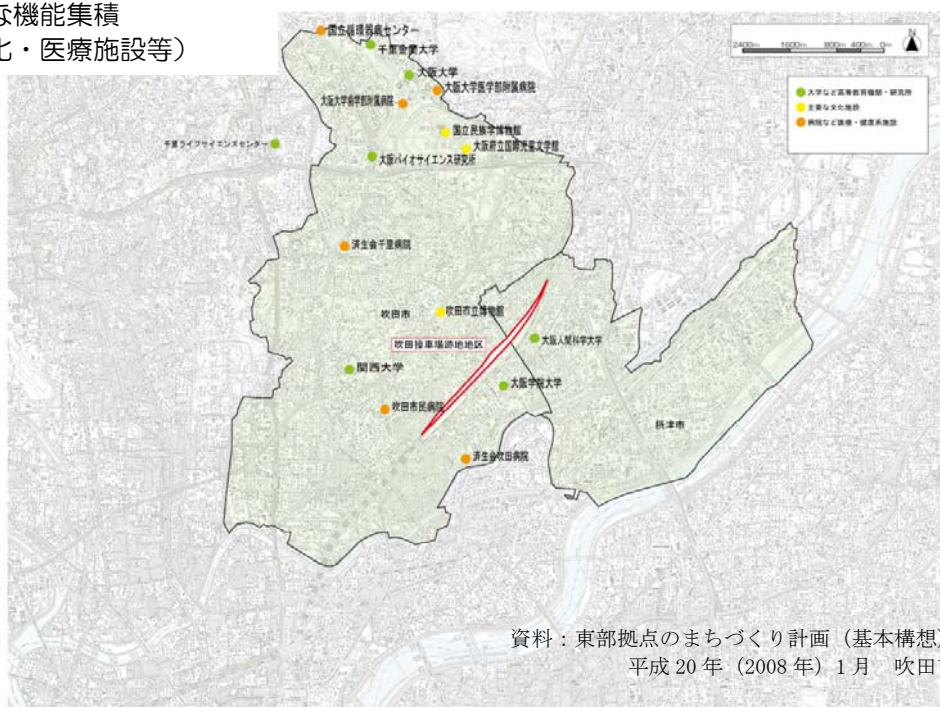 な機能集積
化・医療施設等）
国立循環器病センター
千里金蘭大学
大阪大学
大阪大学医学部附属病院
大阪大学歯学部附属病院
国立民族学博物館
大阪府立国際児童文学館
千里ライフサイエンスセンター
大阪バイオサイエンス研究所
済生会千里病院
吹田市
吹田市立博物館
吹田操車場跡地地区
大阪人間科学大学
関西大学
大阪学院大学
吹田市民病院
摂津市
済生会吹田病院
2400m 1600m 800m 400m 0m
大学など高等教育機関・研究所
主要な文化施設
病院など医療・健康系施設
資料：東部拠点のまちづくり計画（基本構想）
平成 20 年（2008 年）1 月 吹田